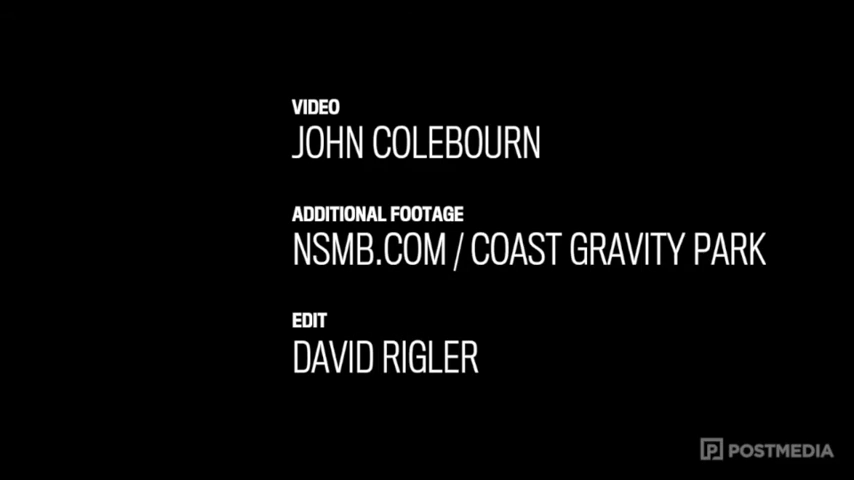 VIDEO
JOHN COLEBOURN
ADDITIONAL FOOTAGE
NSMB.COM / COAST GRAVITY PARK
EDIT
DAVID RIGLER
P POSTMEDIA